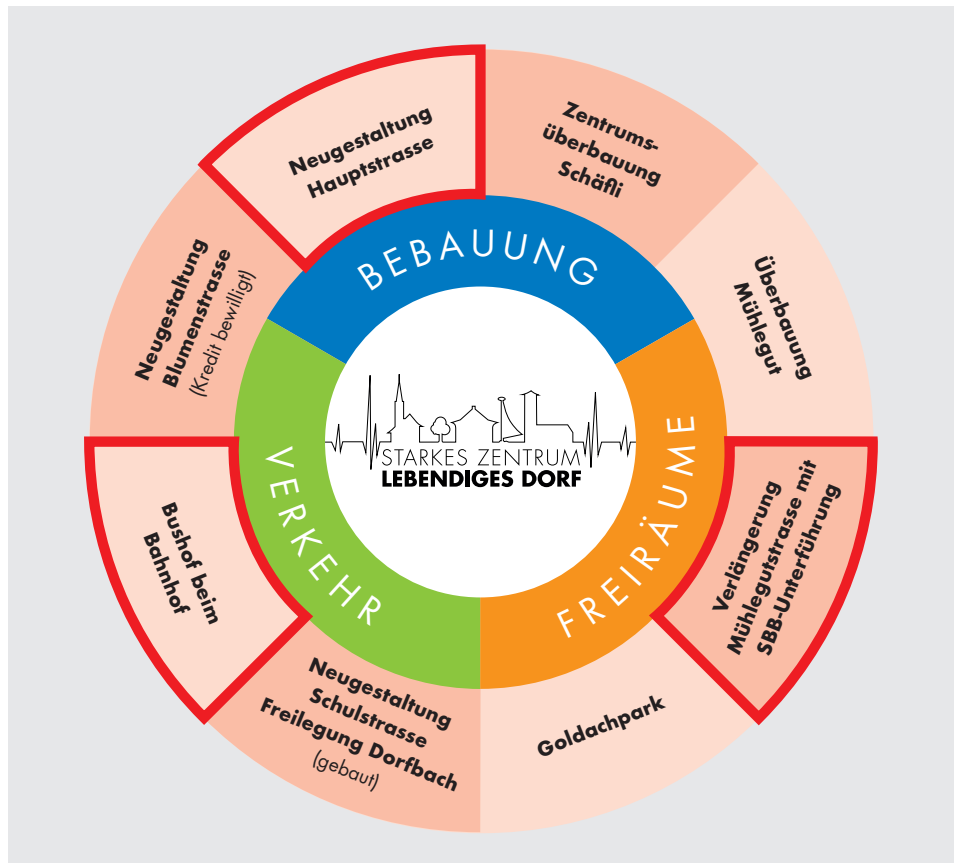 Neugestaltung
Hauptstrasse
Zentrums-
überbauung
Schäfli
Überbauung
Mühlegut
Verlängerung
Mühlegutstrasse mit
SBB-Unterführung
Goldachpark
Neugestaltung
Schulstrasse
Freilegung Dorfbach
(gebaut)
Bushof beim
Bahnhof
Neugestaltung
Blumenstrasse
(Kredit bewilligt)
BEBAUUNG
FREIRÄUME
VERKEHR
STARKES ZENTRUM
LEBENDIGES DORF